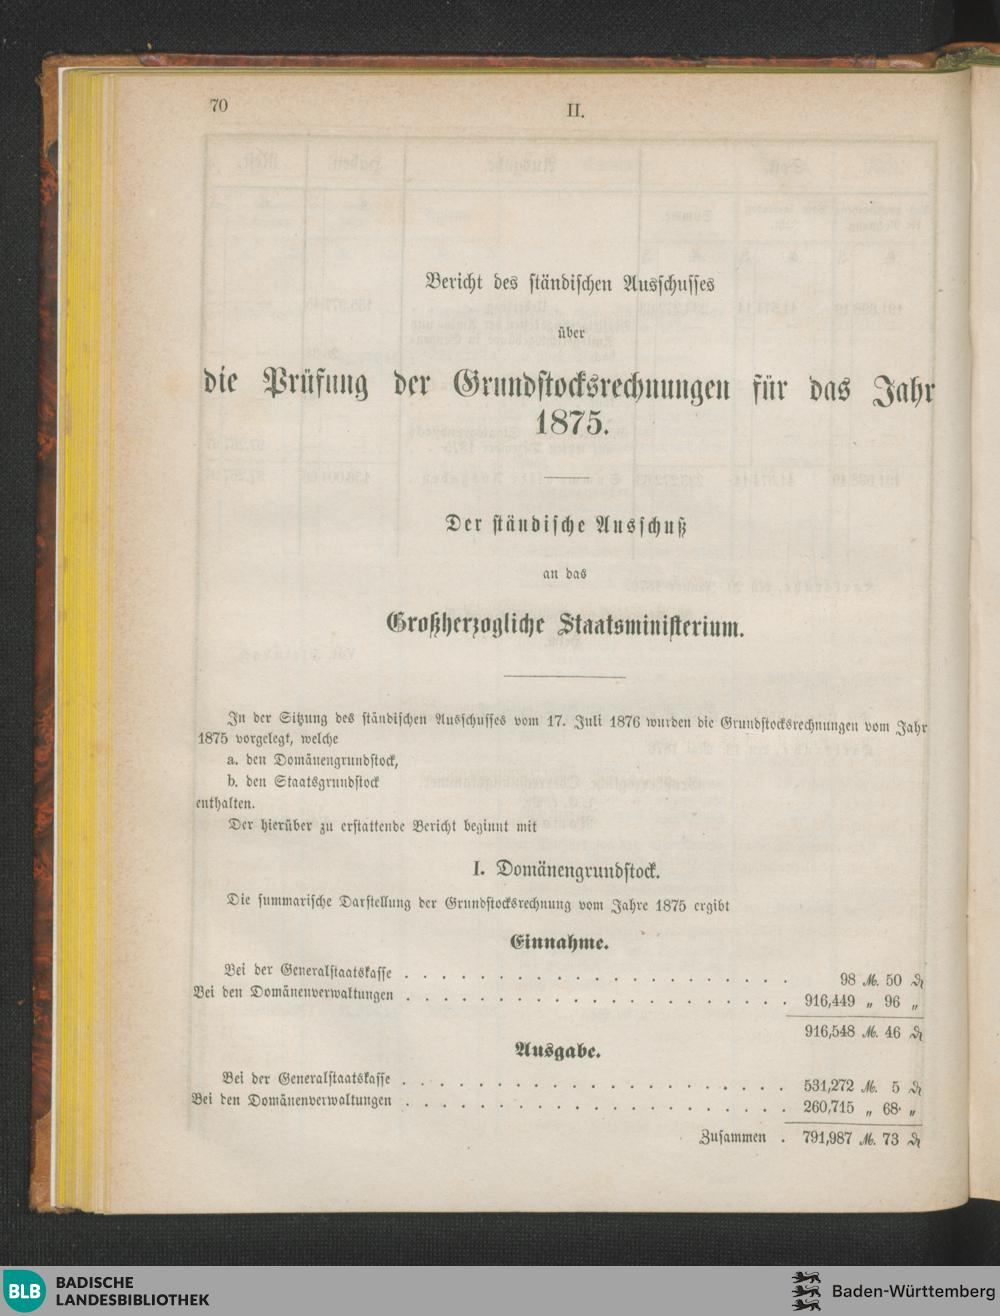 70
II.
Bericht des ständischen Ausschusses
über
die Prüfung der Grundstocksrechnungen für das Jahr
1875.
Der ständische Ausschuß
an das
Großherzogliche Staatsministerium.
In der Sitzung des ständischen Ausschusses vom 17. Juli 1876 wurden die Grundstocksrechnungen vom Jahr
1875 vorgelegt, welche
a. den Domänengrundstock,
b. den Staatsgrundstock
enthalten.
Der hierüber zu erstattende Bericht beginnt mit
I. Domänengrundstock.
Die summarische Darstellung der Grundstocksrechnung vom Jahre 1875 ergibt
Einnahme.
Bei der Generalstaatskasse . . . . . . . . . . . . . . . . . . . . . 98 ℳ. 50 ₰
Bei den Domänenverwaltungen . . . . . . . . . . . . . . . . . . . . . 916,449 „ 96 „
916,548 ℳ. 46 ₰
Ausgabe.
Bei der Generalstaatskasse . . . . . . . . . . . . . . . . . . . . . 531,272 ℳ. 5 ₰
Bei den Domänenverwaltungen . . . . . . . . . . . . . . . . . . . . . 260,715 „ 68 „
Zusammen . 791,987 ℳ. 73 ₰
BLB BADISCHE
LANDESBIBLIOTHEK
Baden-Württemberg